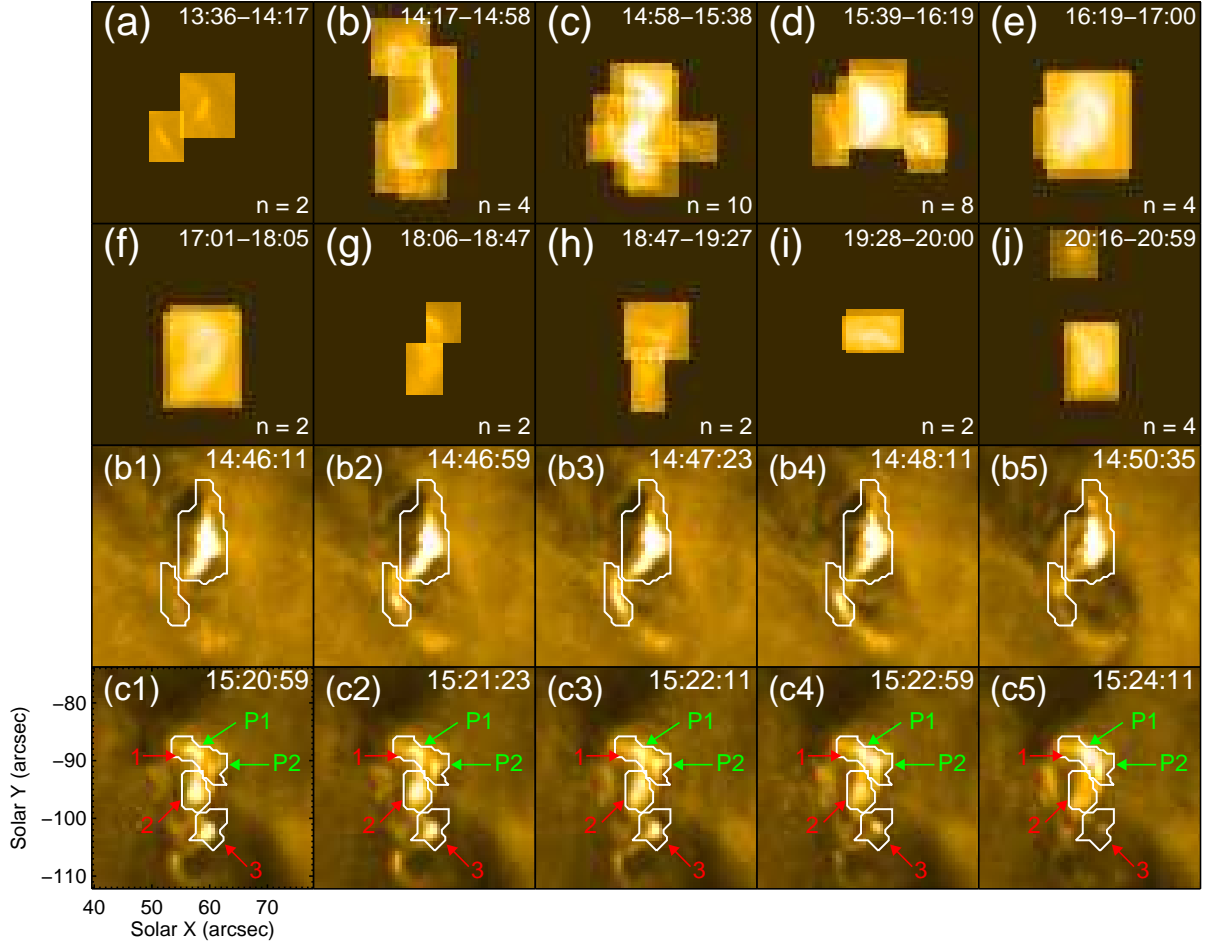 (a) 13:36−14:17
n = 2
(b) 14:17−14:58
n = 4
(c) 14:58−15:38
n = 10
(d) 15:39−16:19
n = 8
(e) 16:19−17:00
n = 4
(f) 17:01−18:05
n = 2
(g) 18:06−18:47
n = 2
(h) 18:47−19:27
n = 2
(i) 19:28−20:00
n = 2
(j) 20:16−20:59
n = 4
(b1) 14:46:11
(b2) 14:46:59
(b3) 14:47:23
(b4) 14:48:11
(b5) 14:50:35
(c1) 15:20:59
P1
1
P2
2
3
(c2) 15:21:23
P1
1
P2
2
3
(c3) 15:22:11
P1
1
P2
2
3
(c4) 15:22:59
P1
1
P2
2
3
(c5) 15:24:11
P1
1
P2
2
3
Solar Y (arcsec)
−80
−90
−100
−110
40 50 60 70
Solar X (arcsec)